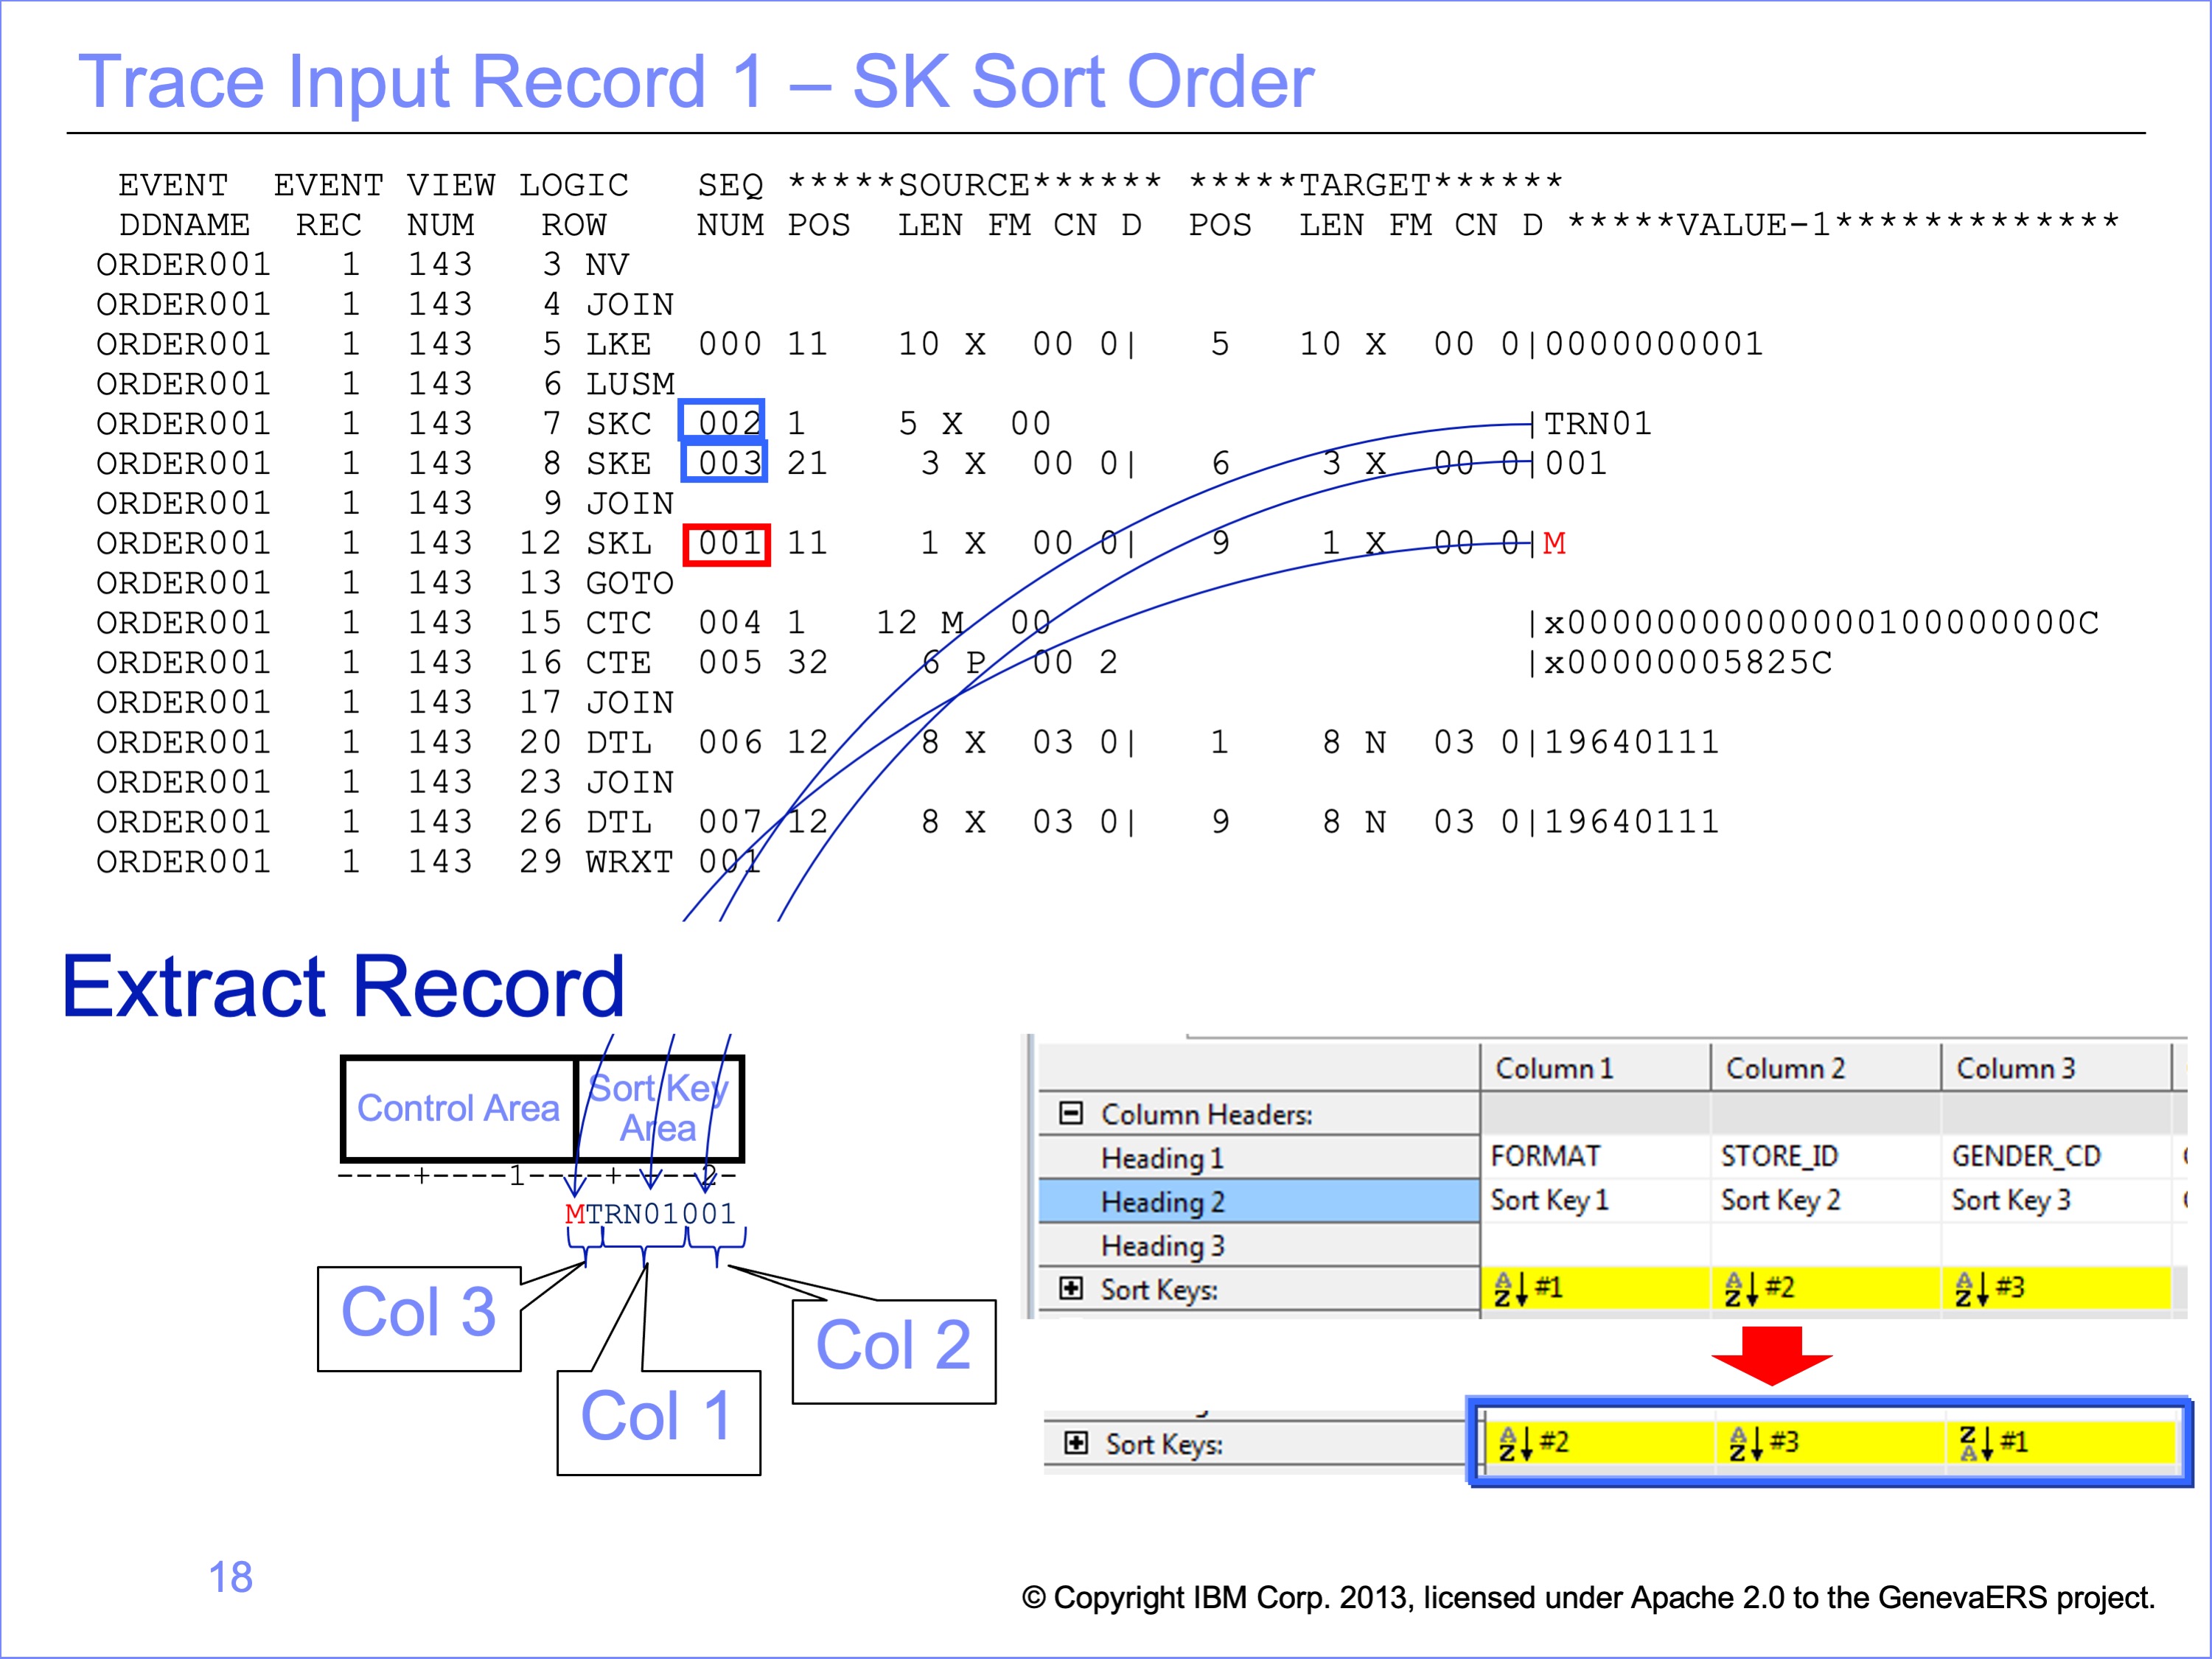 Trace Input Record 1 – SK Sort Order
EVENT EVENT VIEW LOGIC SEQ *****SOURCE****** *****TARGET******
DDNAME REC NUM ROW NUM POS LEN FM CN D POS LEN FM CN D *****VALUE-1*************
ORDER001 1 143 3 NV
ORDER001 1 143 4 JOIN
ORDER001 1 143 5 LKE 000 11 10 X 00 0| 5 10 X 00 0|0000000001
ORDER001 1 143 6 LUSM
ORDER001 1 143 7 SKC 002 1 5 X 00 |TRN01
ORDER001 1 143 8 SKE 003 21 3 X 00 0| 6 3 X 00 0|001
ORDER001 1 143 9 JOIN
ORDER001 1 143 12 SKL 001 11 1 X 00 0| 9 1 X 00 0|M
ORDER001 1 143 13 GOTO
ORDER001 1 143 15 CTC 004 1 12 M 00 |x00000000000000100000000C
ORDER001 1 143 16 CTE 005 32 6 P 00 2 |x00000005825C
ORDER001 1 143 17 JOIN
ORDER001 1 143 20 DTL 006 12 8 X 03 0| 1 8 N 03 0|19640111
ORDER001 1 143 23 JOIN
ORDER001 1 143 26 DTL 007 12 8 X 03 0| 9 8 N 03 0|19640111
ORDER001 1 143 29 WRXT 001
Extract Record
Control Area
Sort Key
Area
----+----1----+----2-
MTRN01001
Col 3
Col 1
Col 2
Column 1 Column 2 Column 3
Column Headers:
Heading 1 FORMAT STORE_ID GENDER_CD
Heading 2 Sort Key 1 Sort Key 2 Sort Key 3
Heading 3
Sort Keys: AZ #1 AZ #2 AZ #3
Sort Keys: AZ #2 AZ #3 ZA #1
18
© Copyright IBM Corp. 2013, licensed under Apache 2.0 to the GenevaERS project.